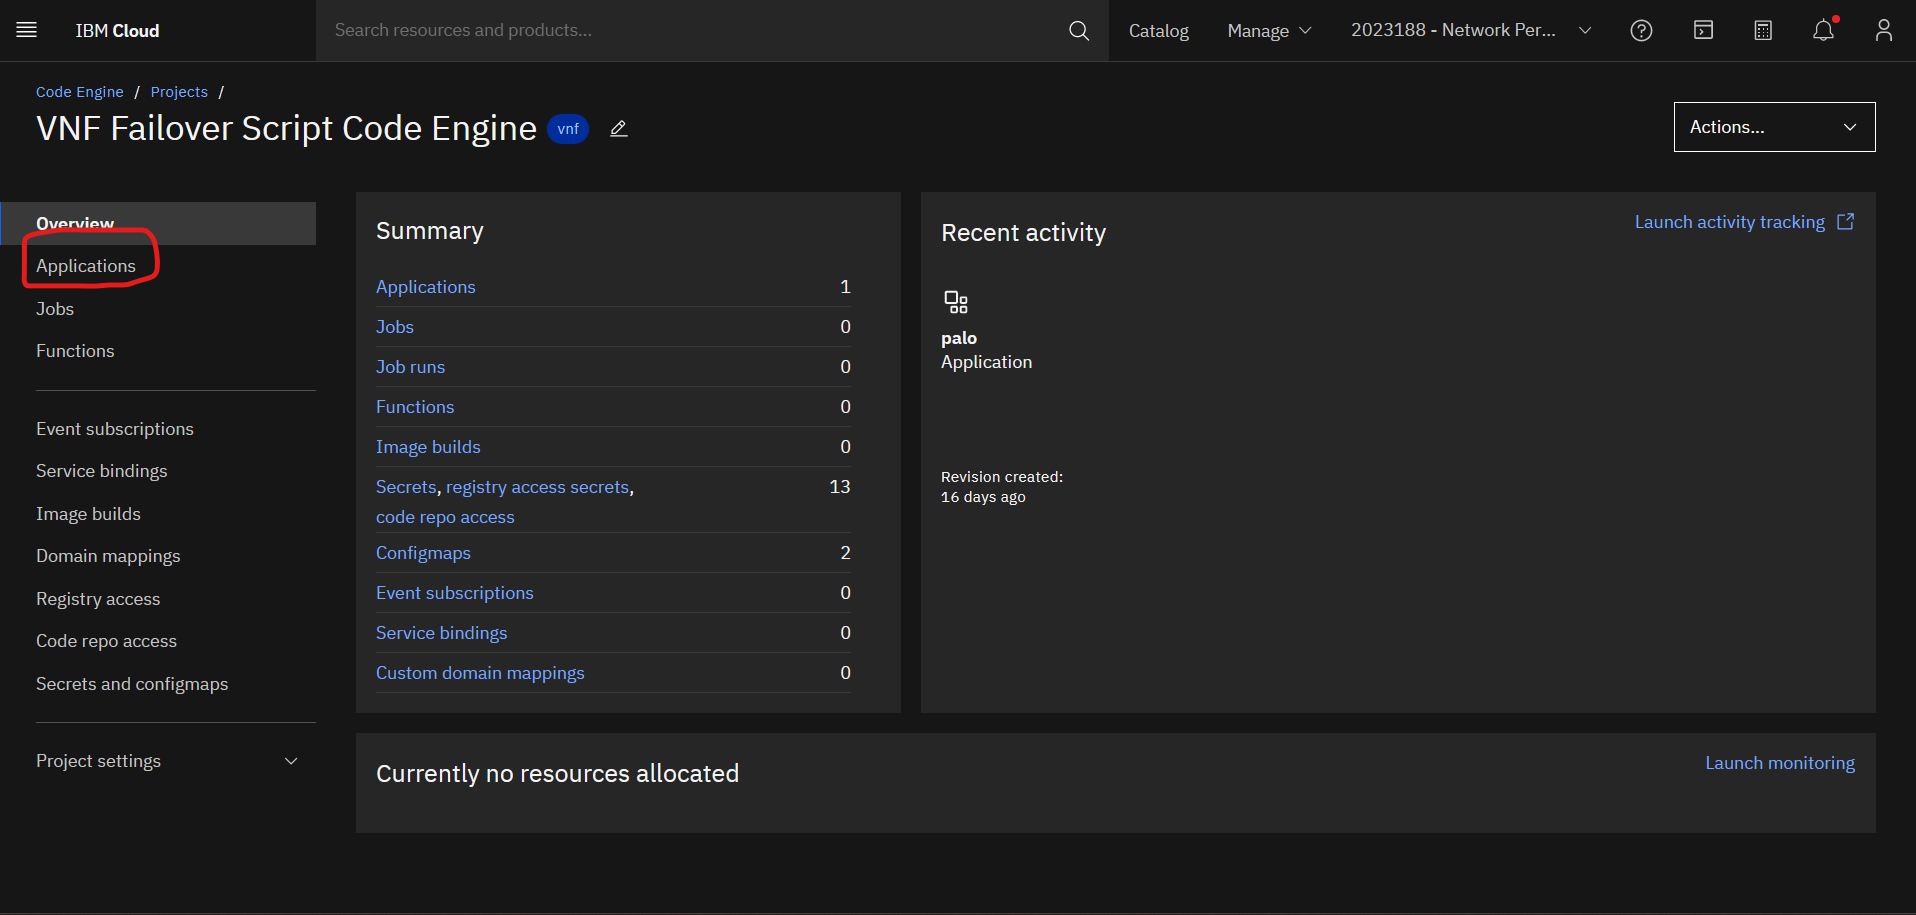 IBM Cloud
Search resources and products...
Catalog
Manage
2023188 - Network Per...
Code Engine / Projects /
VNF Failover Script Code Engine
vnf
Actions...
Overview
Applications
Jobs
Functions
Event subscriptions
Service bindings
Image builds
Domain mappings
Registry access
Code repo access
Secrets and configmaps
Project settings
Summary
Applications 1
Jobs 0
Job runs 0
Functions 0
Image builds 0
Secrets, registry access secrets, 13
code repo access
Configmaps 2
Event subscriptions 0
Service bindings 0
Custom domain mappings 0
Recent activity
Launch activity tracking
palo
Application
Revision created:
16 days ago
Currently no resources allocated
Launch monitoring